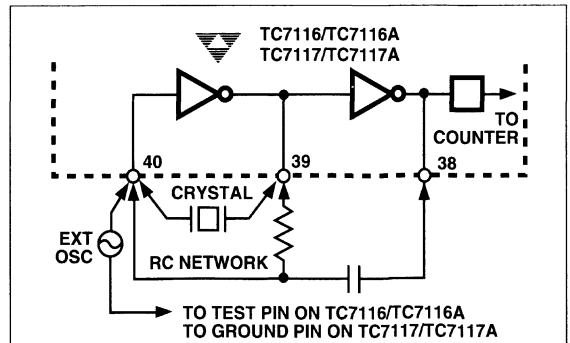 TC7116/TC7116A
TC7117/TC7117A
TO
COUNTER
40
39
38
CRYSTAL
EXT
OSC
RC NETWORK
TO TEST PIN ON TC7116/TC7116A
TO GROUND PIN ON TC7117/TC7117A